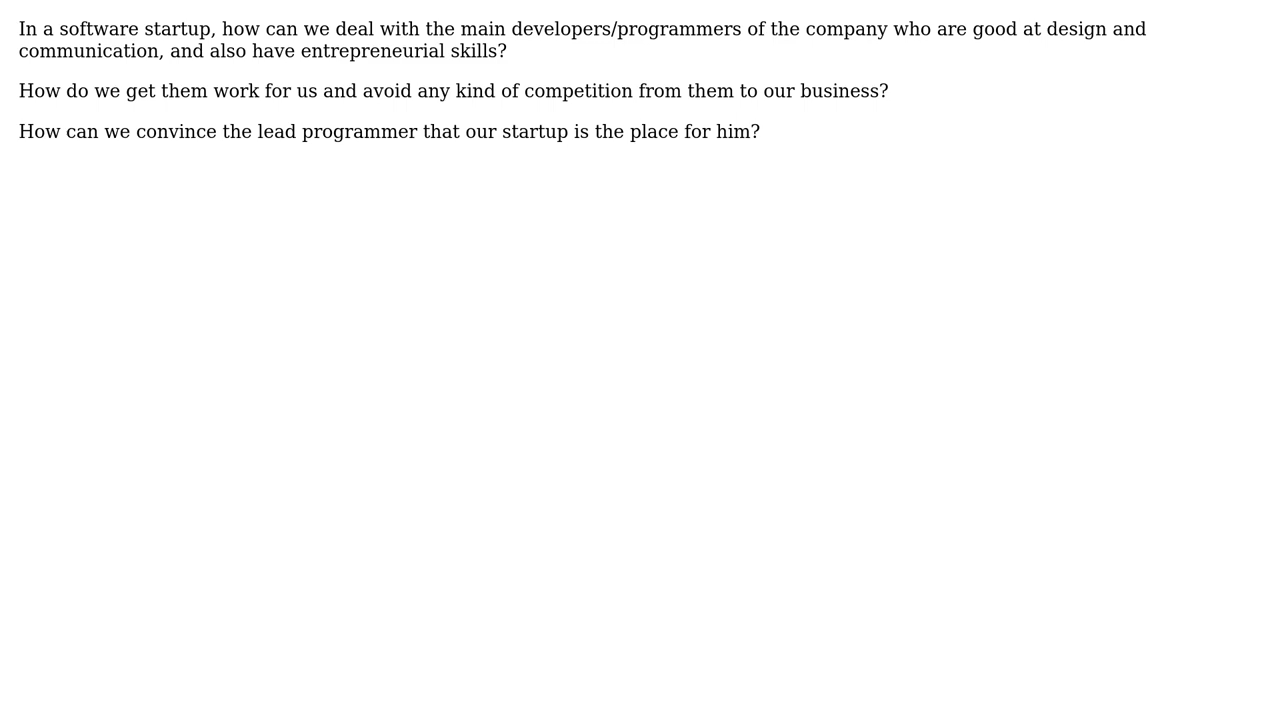 In a software startup, how can we deal with the main developers/programmers of the company who are good at design and
communication, and also have entrepreneurial skills?
How do we get them work for us and avoid any kind of competition from them to our business?
How can we convince the lead programmer that our startup is the place for him?